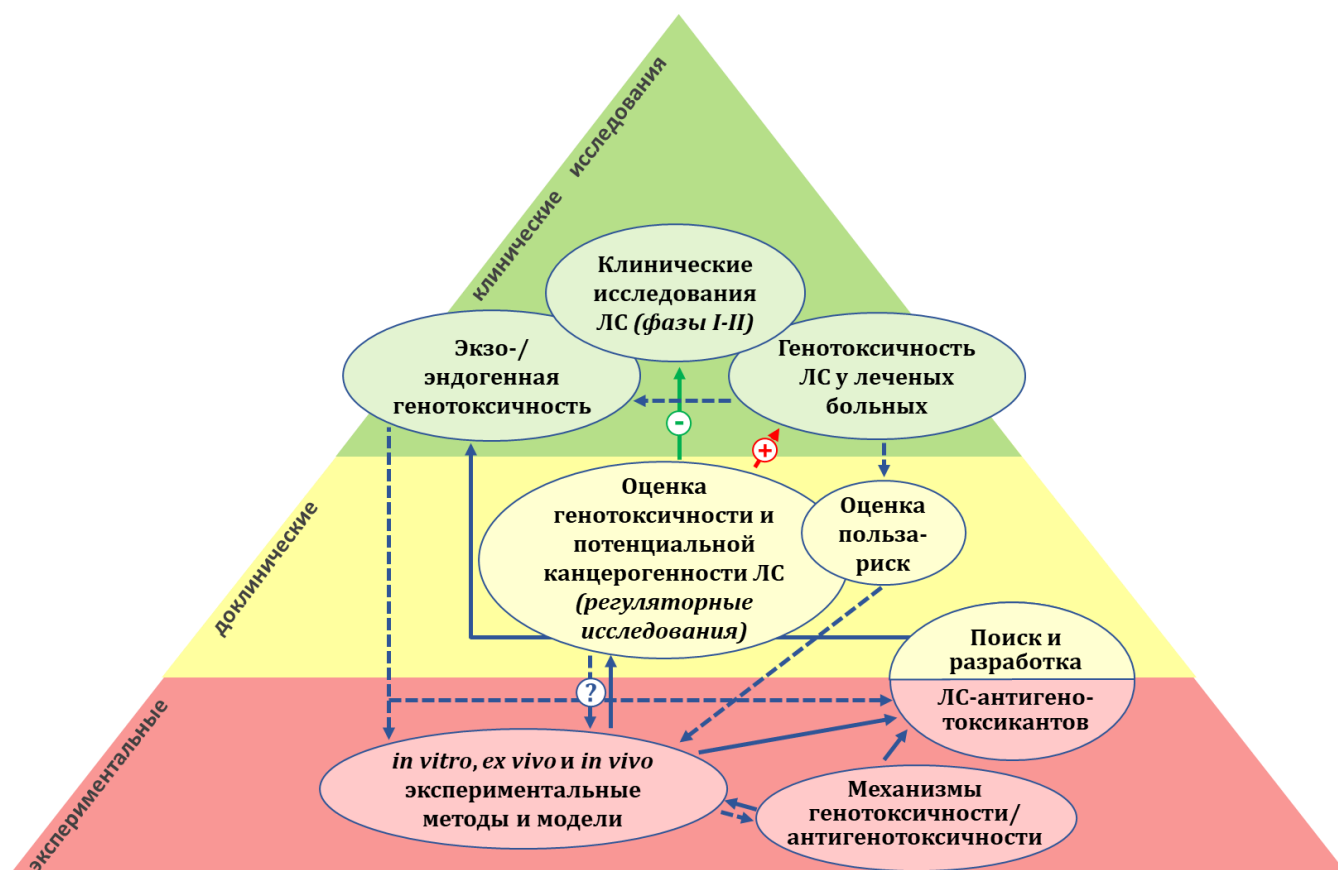 клинические исследования
Клинические
исследования
ЛС (фазы I-II)
Экзо-/
эндогенная
генотоксичность
Генотоксичность
ЛС у леченых
больных
-
+
доклинические
Оценка
генотоксичности и
потенциальной
канцерогенности ЛС
(регуляторные
исследования)
Оценка
польза-
риск
Поиск и
разработка
ЛС-антигено-
токсикантов
?
экспериментальные
in vitro, ex vivo и in vivo
экспериментальные
методы и модели
Механизмы
генотоксичности/
антигенотоксичности